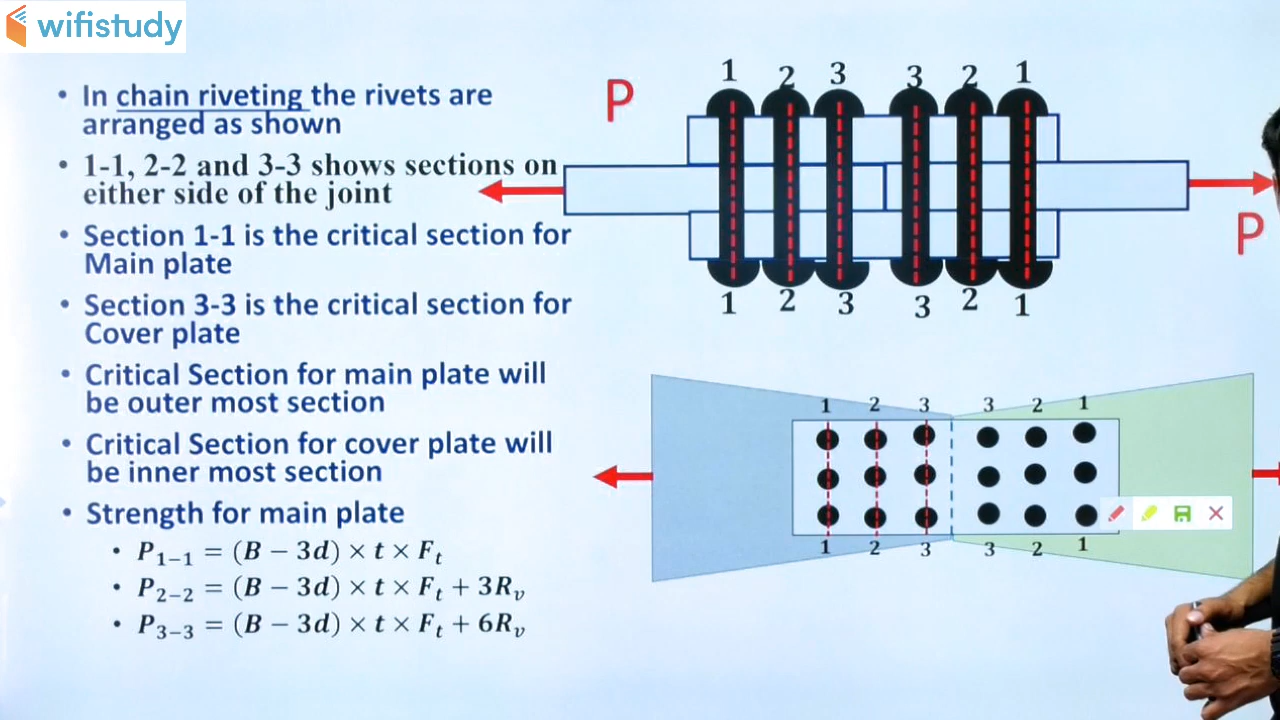 wifistudy
• In chain riveting the rivets are
arranged as shown
• 1-1, 2-2 and 3-3 shows sections on
either side of the joint
• Section 1-1 is the critical section for
Main plate
• Section 3-3 is the critical section for
Cover plate
• Critical Section for main plate will
be outer most section
• Critical Section for cover plate will
be inner most section
• Strength for main plate
• P₁₋₁ = (B − 3d) × t × Fₜ
• P₂₋₂ = (B − 3d) × t × Fₜ + 3Rᵥ
• P₃₋₃ = (B − 3d) × t × Fₜ + 6Rᵥ
1 2 3 3 2 1
P
P
1 2 3 3 2 1
1 2 3 3 2 1
1 2 3 3 2 1